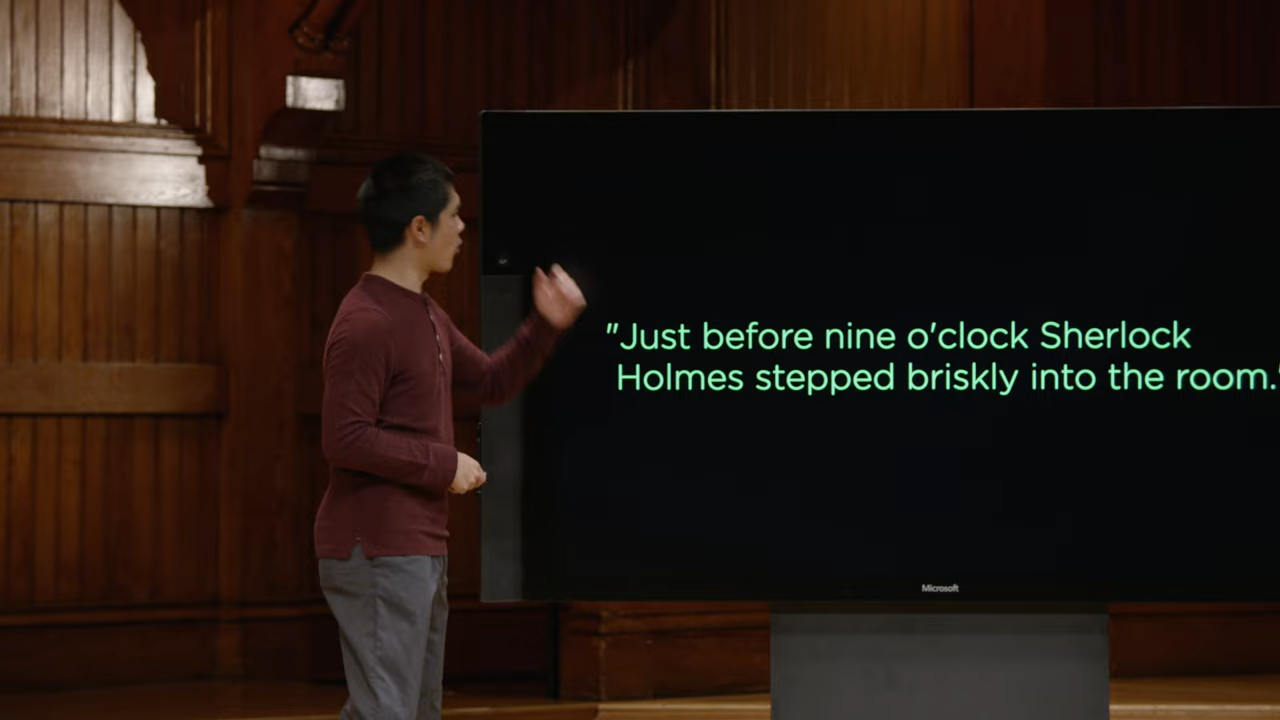 "Just before nine o'clock Sherlock
Holmes stepped briskly into the room."
Microsoft